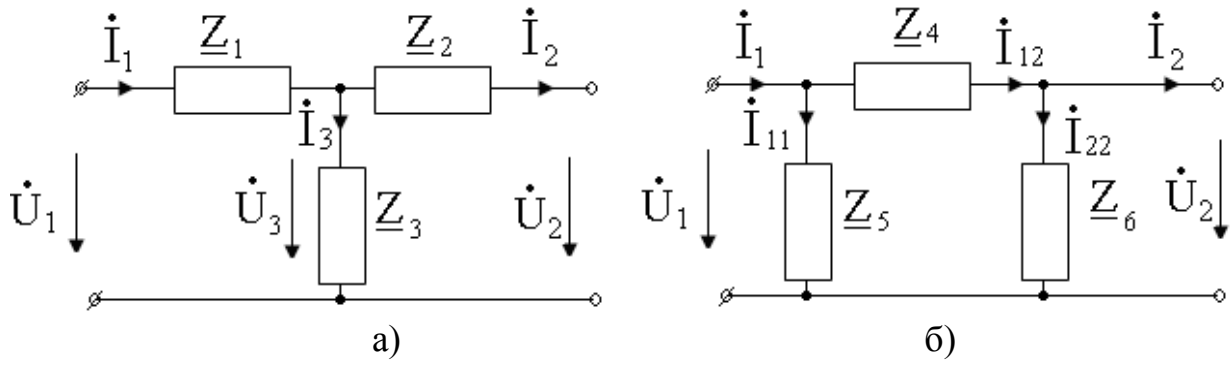 İ₁ Z₁ Z₂ İ₂
İ₃
U̇₁ U̇₃ Z₃ U̇₂
а)
İ₁ Z₄ İ₁₂ İ₂
İ₁₁ İ₂₂
U̇₁ Z₅ Z₆ U̇₂
б)